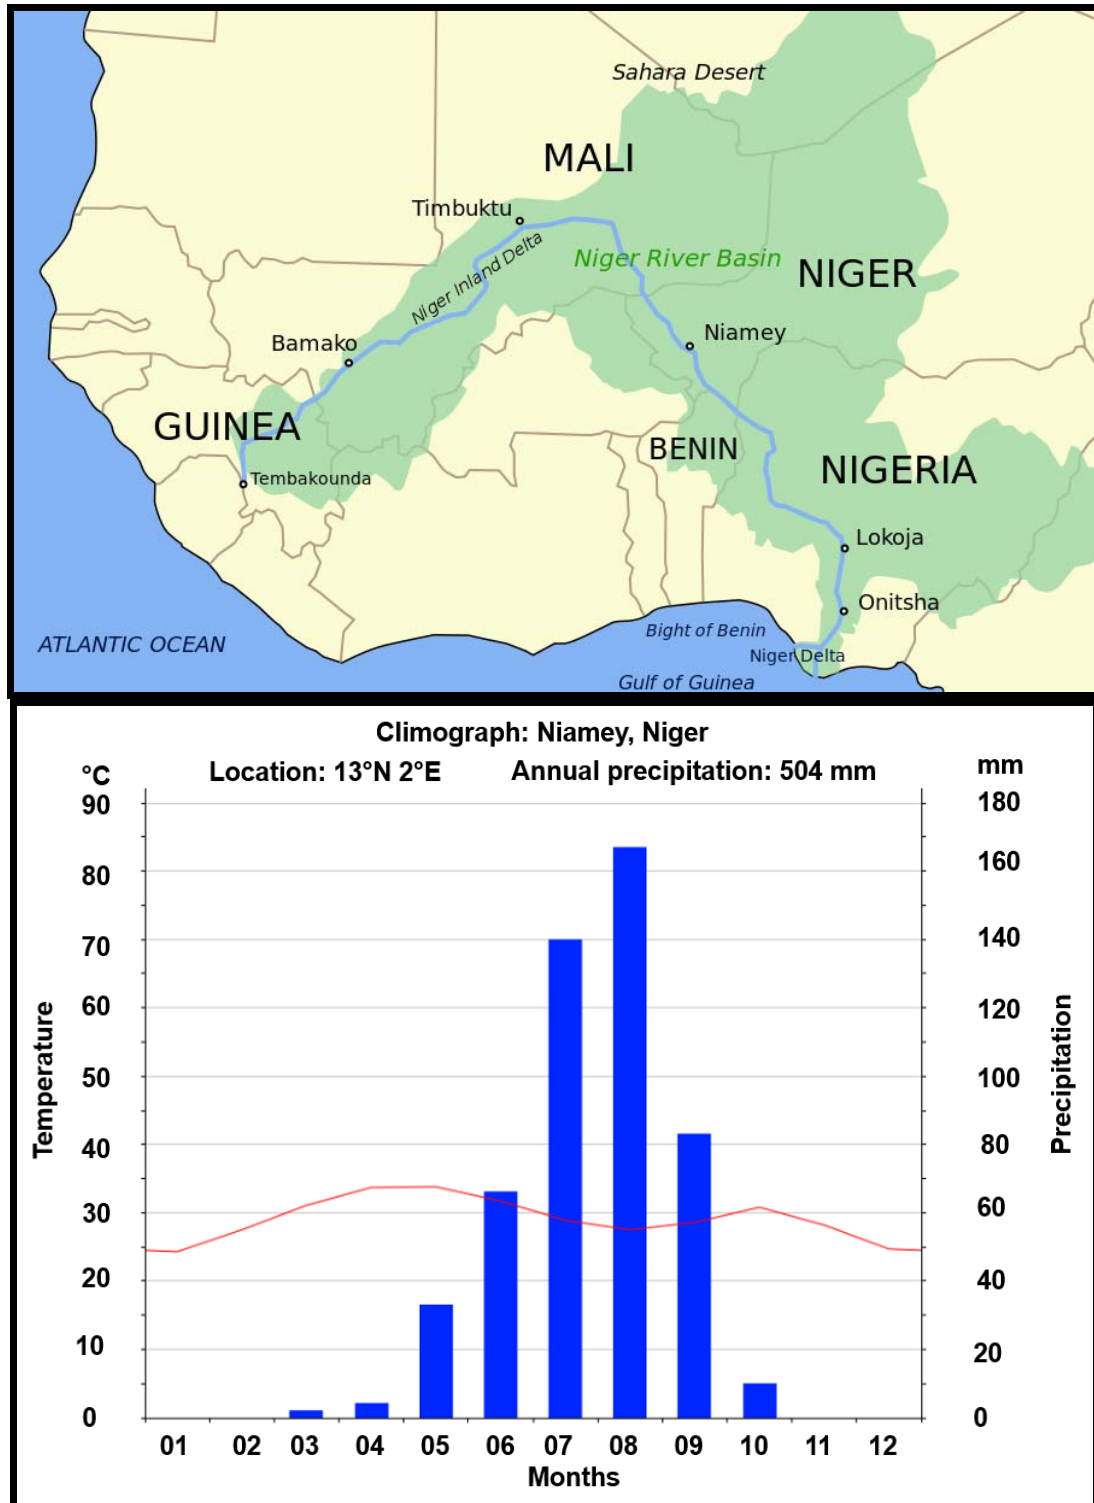 Sahara Desert
MALI
Timbuktu
Niger Inland Delta
Niger River Basin
NIGER
Bamako
Niamey
GUINEA
BENIN
NIGERIA
Tembakounda
Lokoja
Onitsha
ATLANTIC OCEAN
Bight of Benin
Niger Delta
Gulf of Guinea
Climograph: Niamey, Niger
°C
Location: 13°N 2°E
Annual precipitation: 504 mm
mm
90
80
70
60
50
40
30
20
10
0
Temperature
180
160
140
120
100
80
60
40
20
0
Precipitation
01 02 03 04 05 06 07 08 09 10 11 12
Months